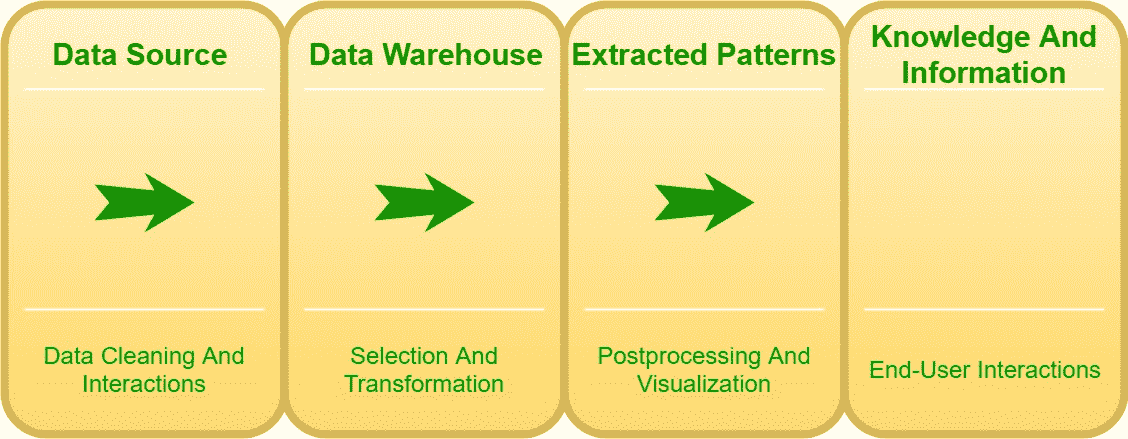 Data Source
Data Warehouse
Extracted Patterns
Knowledge And
Information
Data Cleaning And
Interactions
Selection And
Transformation
Postprocessing And
Visualization
End-User Interactions